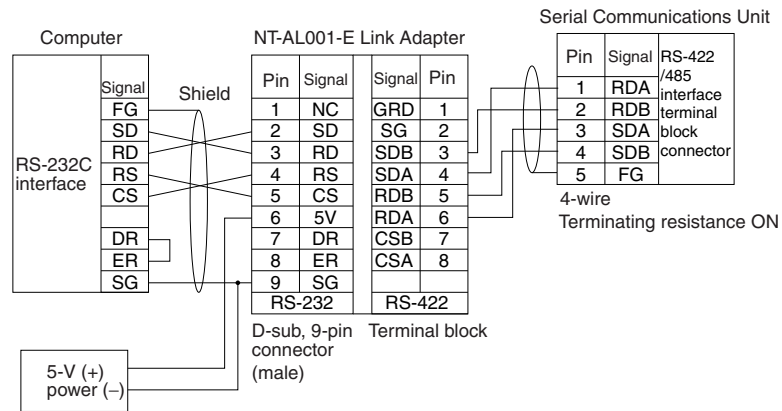 Serial Communications Unit
Computer
NT-AL001-E Link Adapter
Shield
RS-232C
interface
Signal
FG
SD
RD
RS
CS
DR
ER
SG
Pin Signal
1 NC
2 SD
3 RD
4 RS
5 CS
6 5V
7 DR
8 ER
9 SG
RS-232
Signal Pin
GRD 1
SG 2
SDB 3
SDA 4
RDB 5
RDA 6
CSB 7
CSA 8
RS-422
Pin Signal
1 RDA
2 RDB
3 SDA
4 SDB
5 FG
RS-422
/485
interface
terminal
block
connector
4-wire
Terminating resistance ON
D-sub, 9-pin
connector
(male)
Terminal block
5-V (+)
power (–)